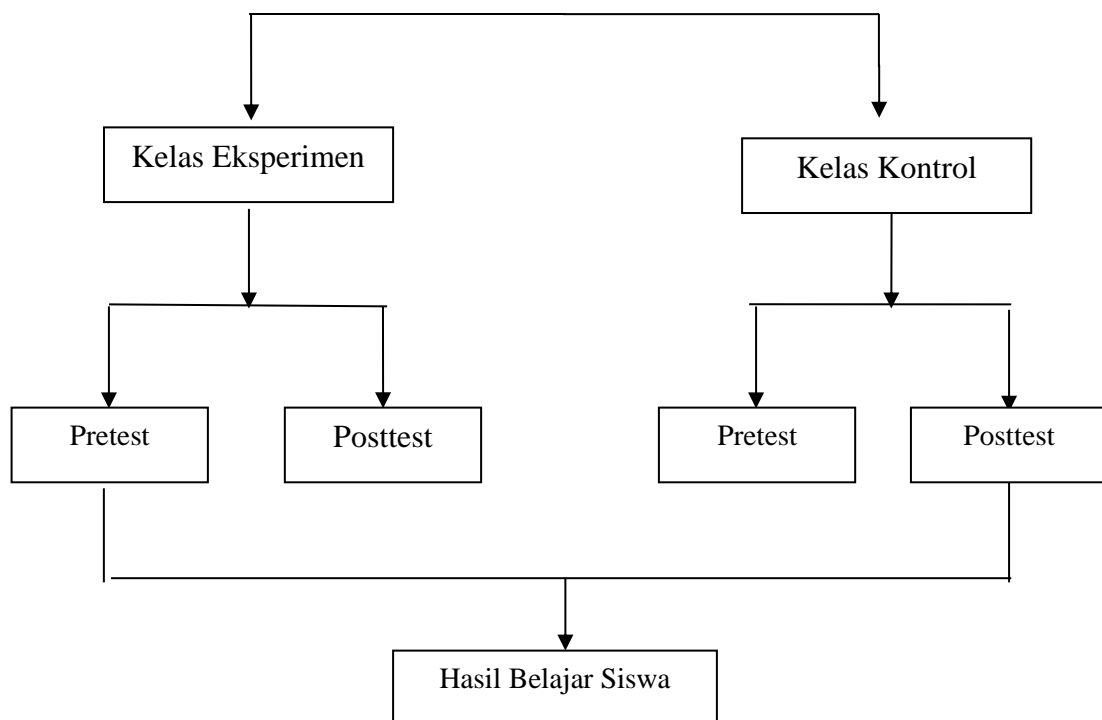 Kelas Eksperimen
Kelas Kontrol
Pretest
Posttest
Pretest
Posttest
Hasil Belajar Siswa